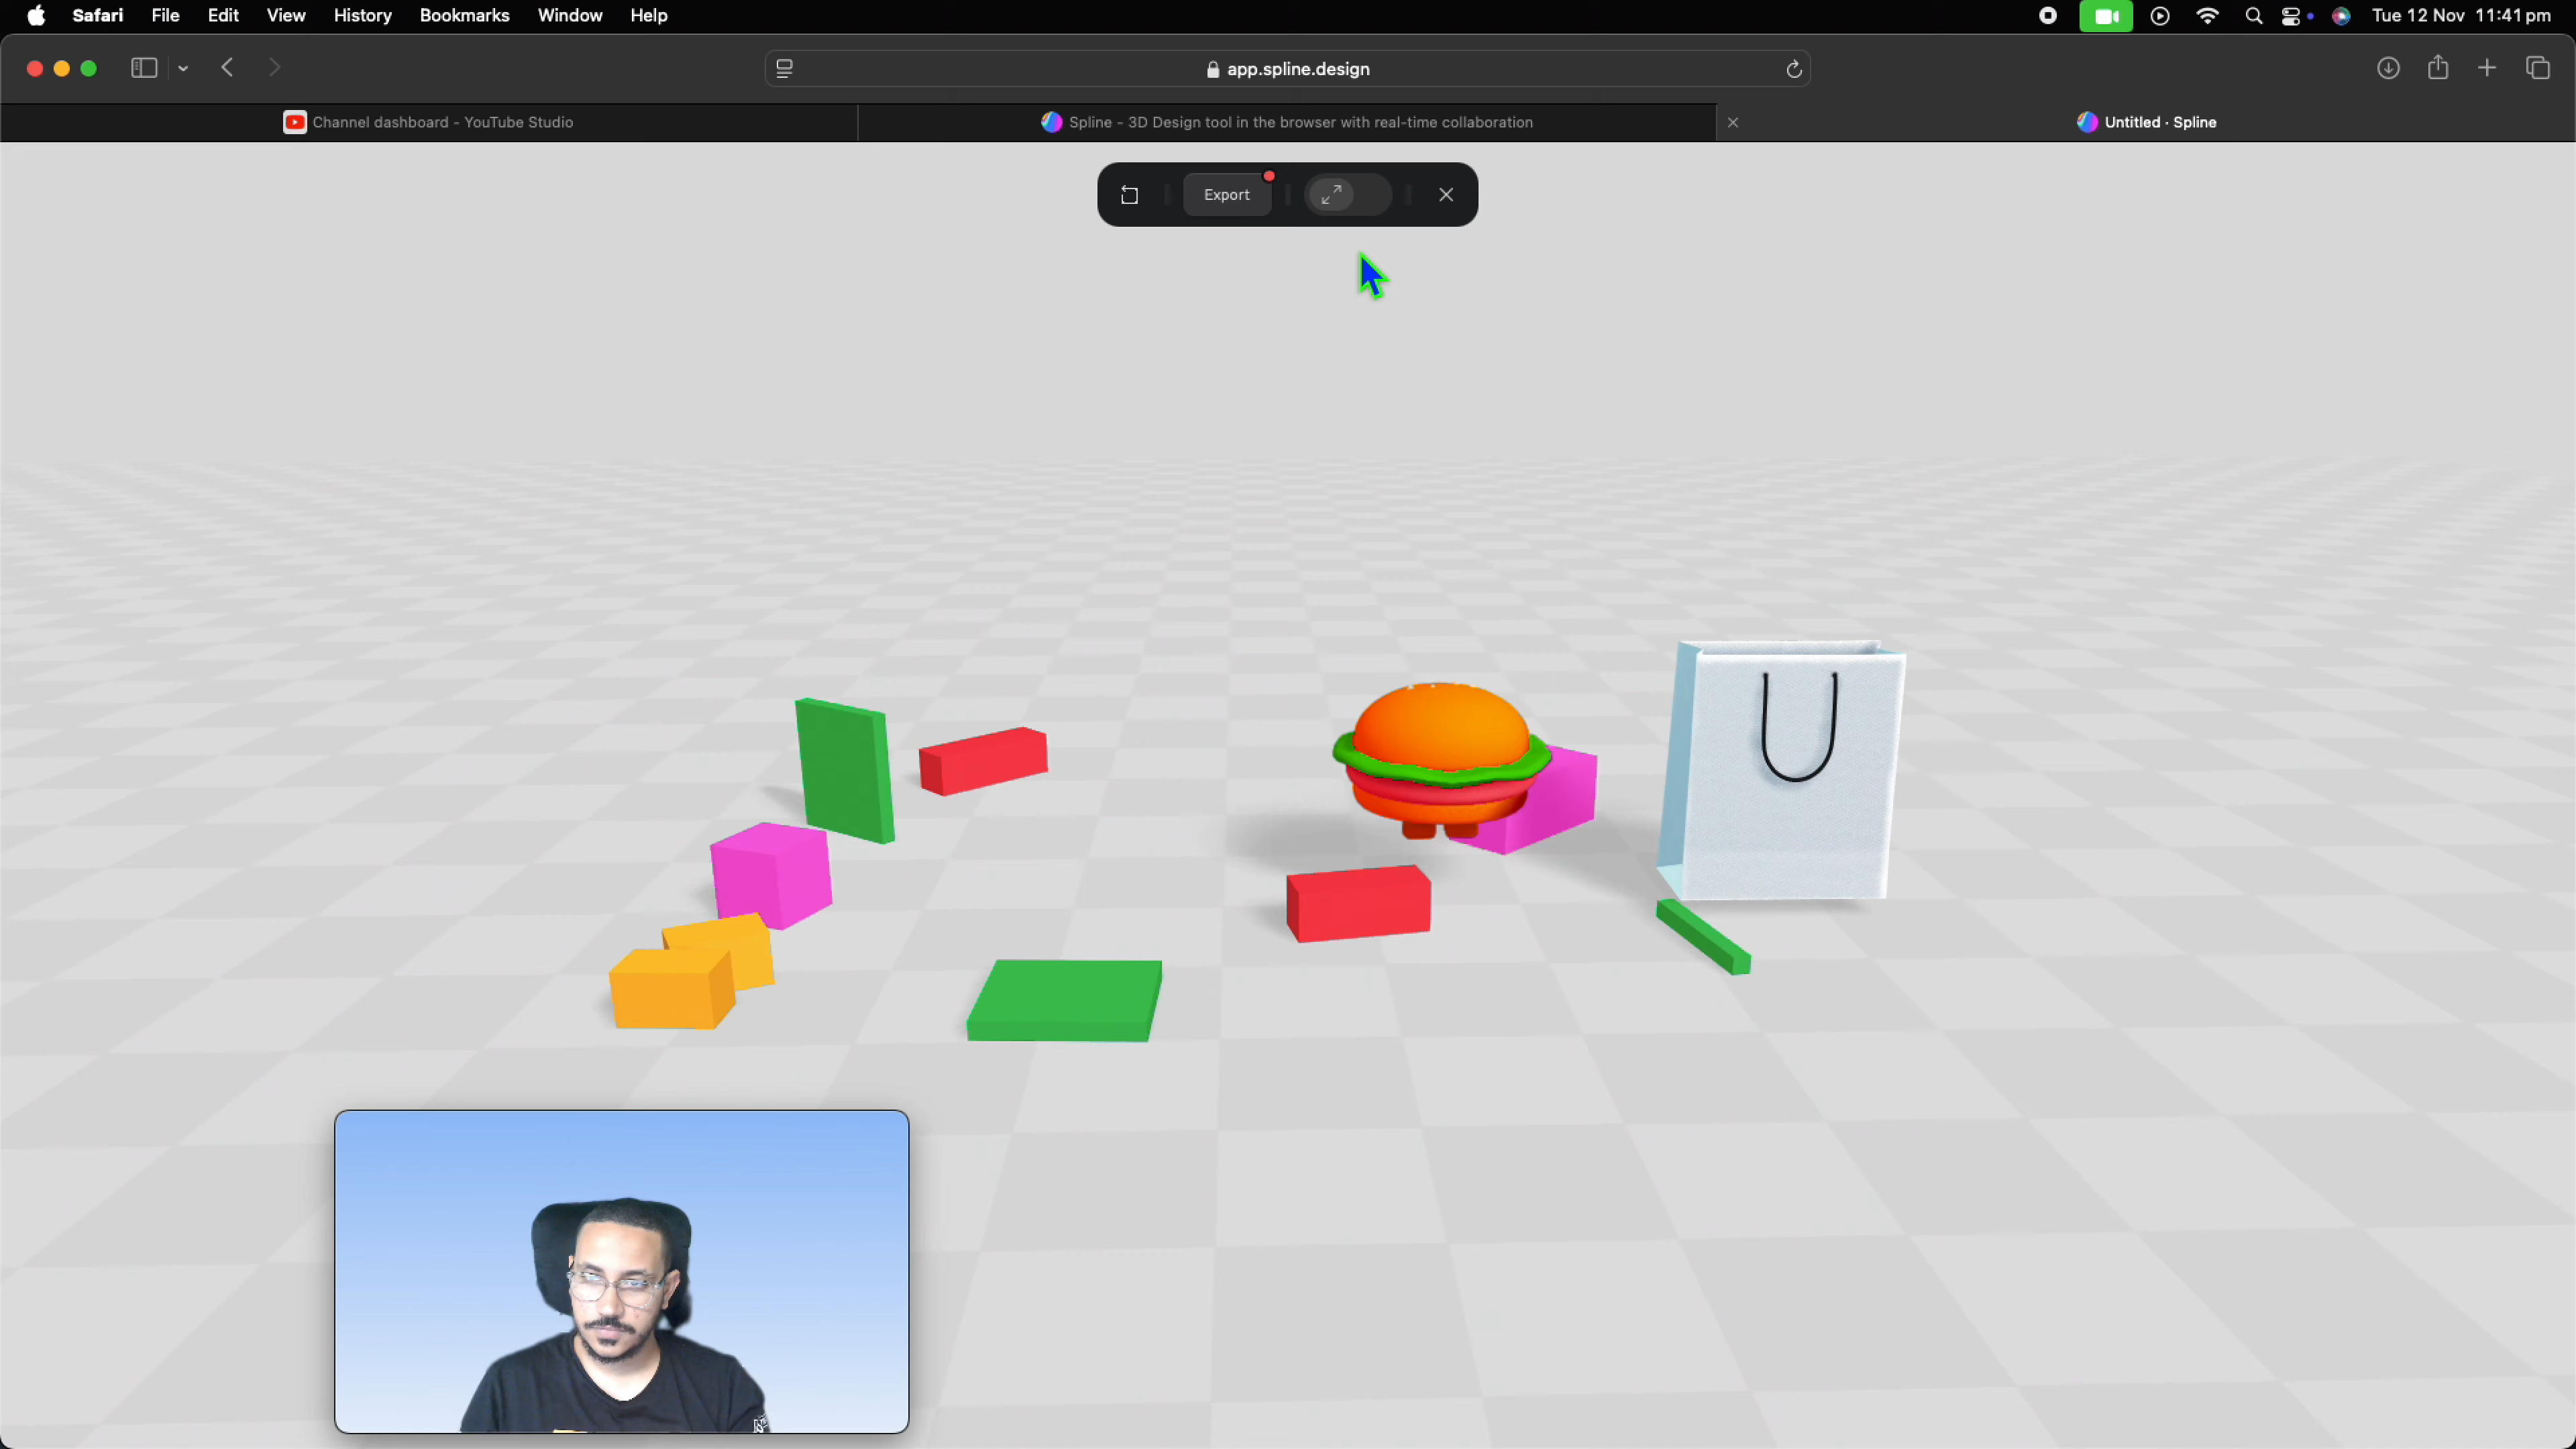 Safari File Edit View History Bookmarks Window Help Tue 12 Nov 11:41 pm
app.spline.design
Channel dashboard - YouTube Studio Spline - 3D Design tool in the browser with real-time collaboration Untitled · Spline
Export